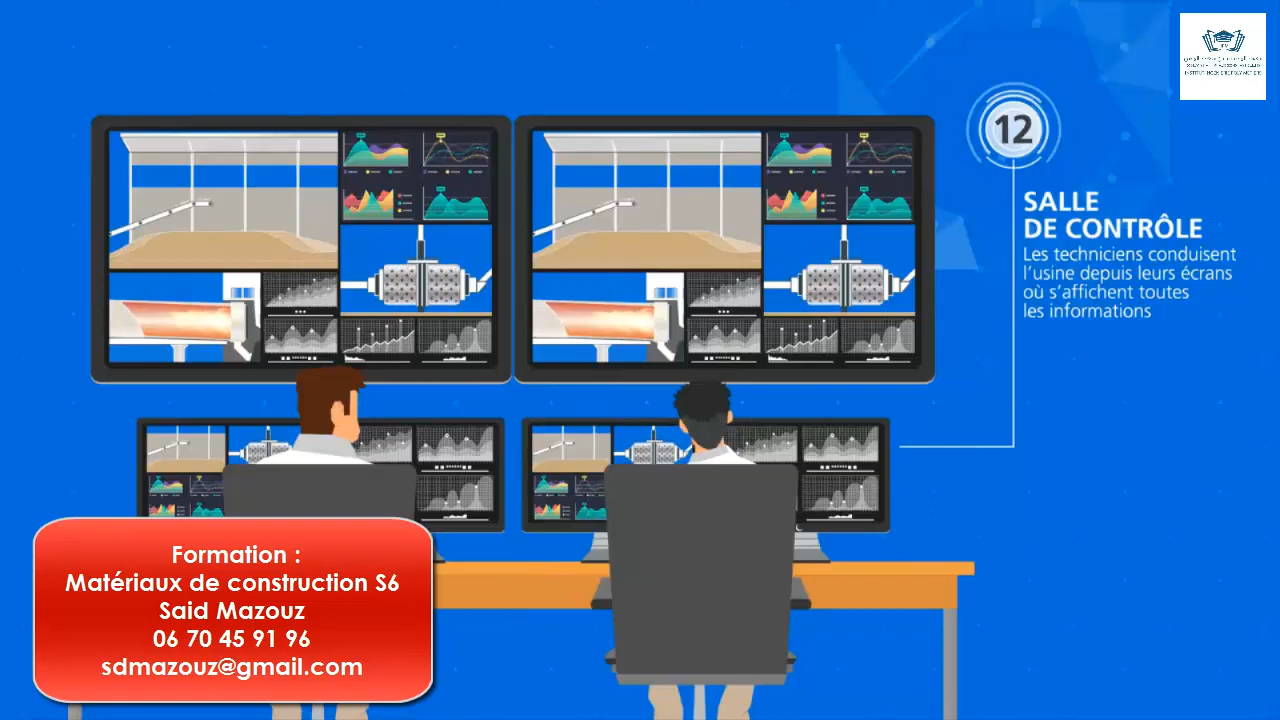 12
SALLE
DE CONTRÔLE
Les techniciens conduisent
l'usine depuis leurs écrans
où s'affichent toutes
les informations
Formation :
Matériaux de construction S6
Said Mazouz
06 70 45 91 96
sdmazouz@gmail.com